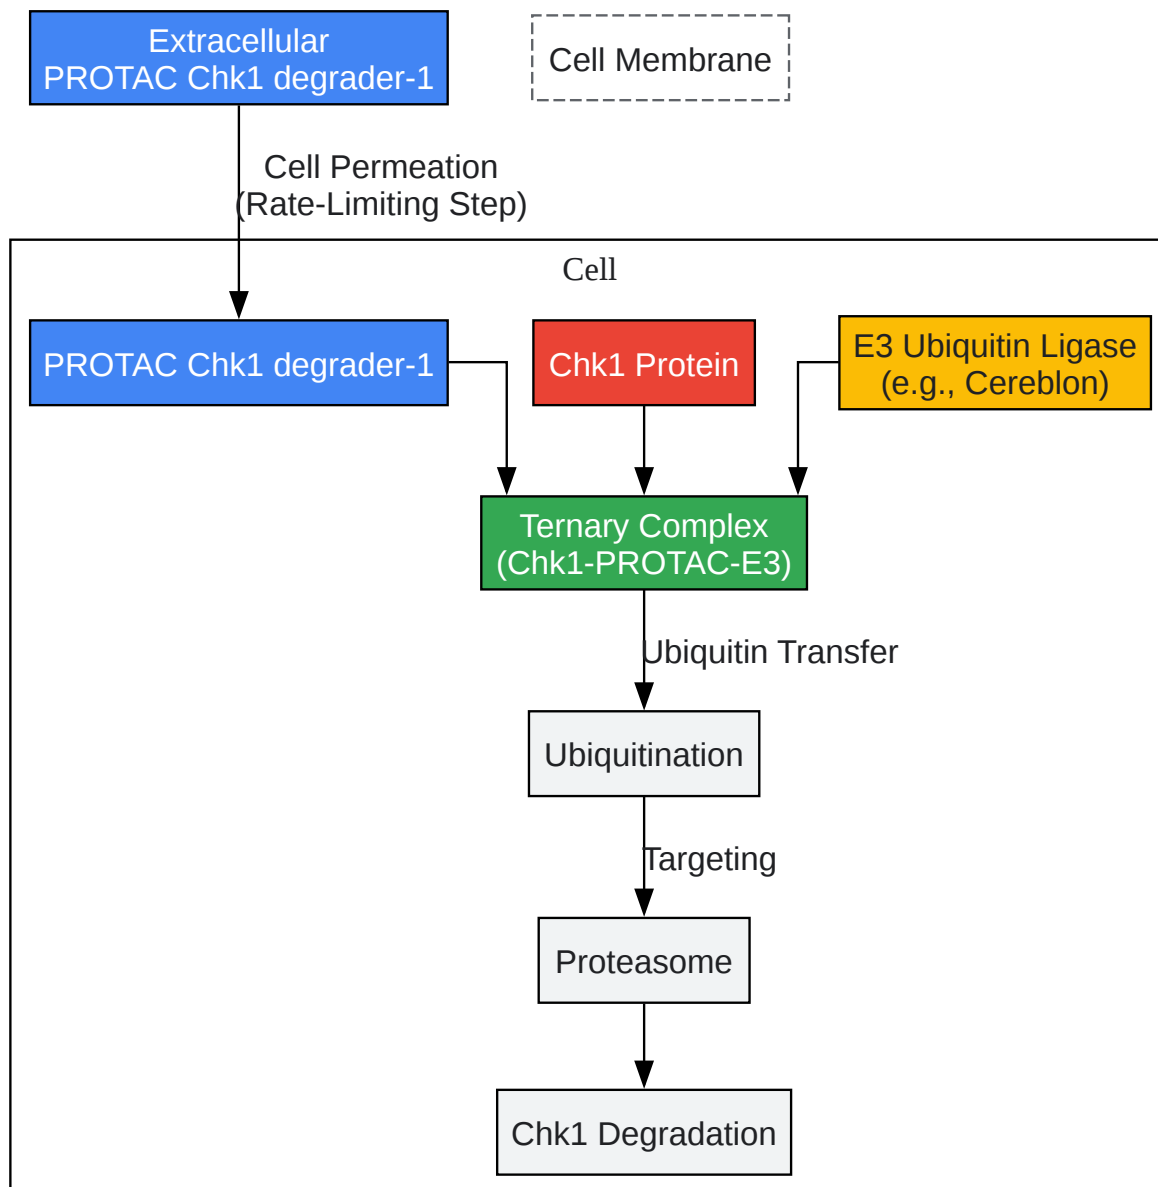 Extracellular
PROTAC Chk1 degrader-1
Cell Membrane
Cell Permeation
(Rate-Limiting Step)
Cell
PROTAC Chk1 degrader-1
Chk1 Protein
E3 Ubiquitin Ligase
(e.g., Cereblon)
Ternary Complex
(Chk1-PROTAC-E3)
Ubiquitin Transfer
Ubiquitination
Targeting
Proteasome
Chk1 Degradation